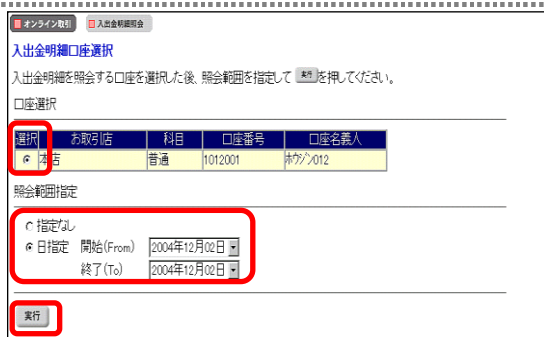 オンライン取引 入出金明細照会
入出金明細口座選択
入出金明細を照会する口座を選択した後、照会範囲を指定して 実行 を押してください。
口座選択
選択 お取引店 科目 口座番号 口座名義人
本店 普通 1012001 ホウジン012
照会範囲指定
指定なし
日指定 開始(From) 2004年12月02日
終了(To) 2004年12月02日
実行